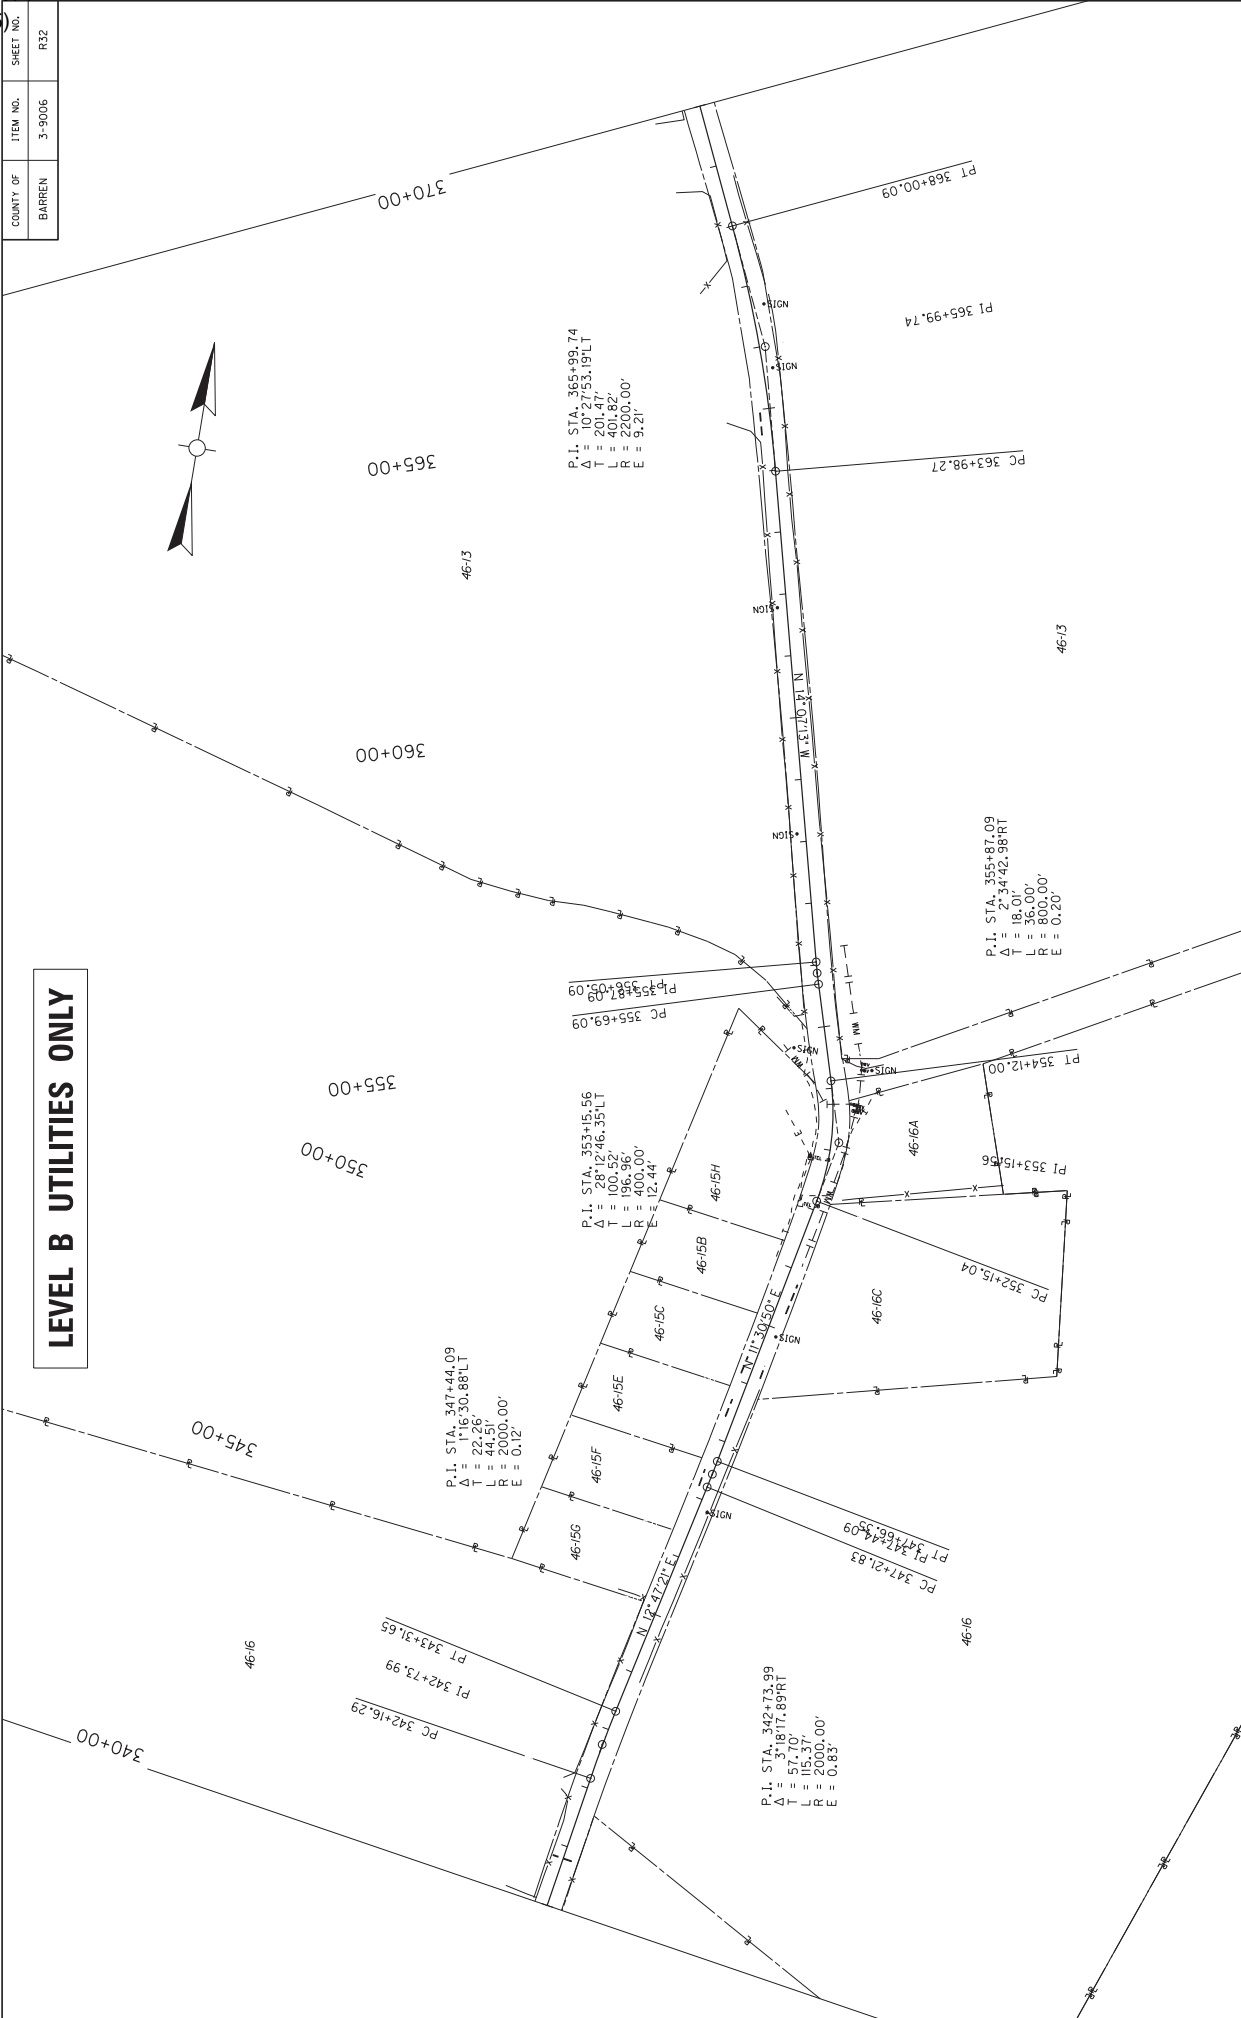 COUNTY OF
ITEM NO.
SHEET NO.
BARREN
3-9006
R32
LEVEL B UTILITIES ONLY
340+00
345+00
350+00
355+00
360+00
365+00
370+00
P.I. STA. 342+73.99
Δ = 3°18'17.89"RT
T = 57.70'
L = 115.37'
R = 2000.00'
E = 0.83'
P.I. STA. 347+44.09
Δ = 1°16'30.88"LT
T = 22.26'
L = 44.51'
R = 2000.00'
E = 0.12'
P.I. STA. 353+15.56
Δ = 28°12'46.35"LT
T = 100.52'
L = 196.96'
R = 400.00'
E = 12.44'
P.I. STA. 355+87.09
Δ = 2°34'42.98"RT
T = 18.01'
L = 36.00'
R = 800.00'
E = 0.20'
P.I. STA. 365+99.74
Δ = 10°27'53.19"LT
T = 201.47'
L = 401.82'
R = 2200.00'
E = 9.21'
PC 342+16.29
PI 342+73.99
PT 343+31.65
PC 347+21.83
PI 347+44.09
PT 347+66.35
PC 352+15.04
PI 353+15.56
PT 354+12.00
PC 355+69.09
PI 355+87.09
PT 356+05.09
PC 363+98.27
PI 365+99.74
PT 368+00.09
N 12°47'21" E
N 11°30'50" E
N 14°07'13" W
46-16
46-16
46-15G
46-15F
46-15E
46-15C
46-15B
46-15H
46-16C
46-16A
46-13
46-13
SIGN
SIGN
SIGN
SIGN
SIGN
SIGN
SIGN
SIGN
WM
WM
WM
E